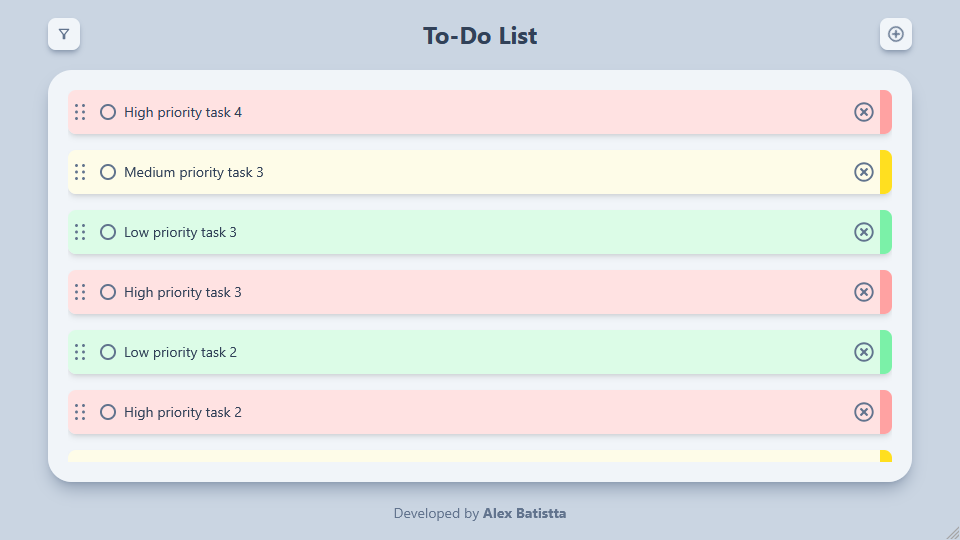 To-Do List
High priority task 4
Medium priority task 3
Low priority task 3
High priority task 3
Low priority task 2
High priority task 2
Developed by Alex Batistta